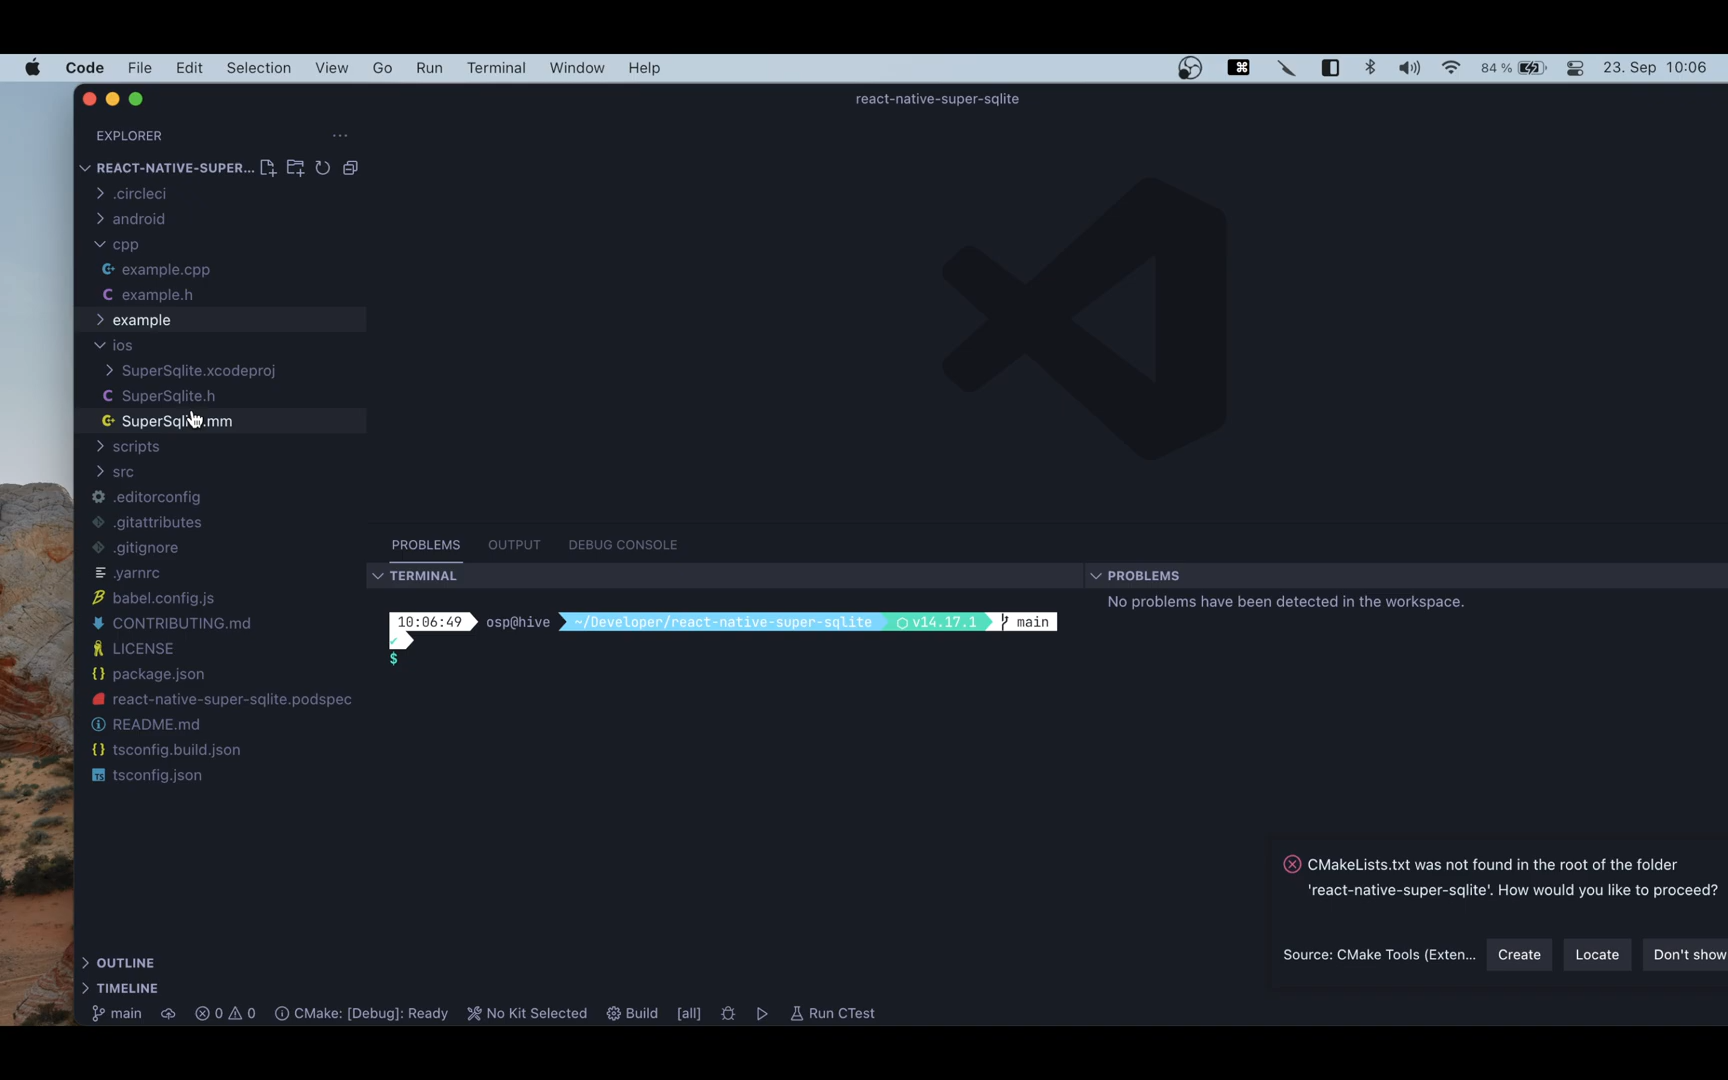 Code File Edit Selection View Go Run Terminal Window Help 84 % 23. Sep 10:06
react-native-super-sqlite
EXPLORER
REACT-NATIVE-SUPER...
.circleci
android
cpp
example.cpp
example.h
example
ios
SuperSqlite.xcodeproj
SuperSqlite.h
SuperSqlite.mm
scripts
src
.editorconfig
.gitattributes
.gitignore
.yarnrc
babel.config.js
CONTRIBUTING.md
LICENSE
package.json
react-native-super-sqlite.podspec
README.md
tsconfig.build.json
tsconfig.json
OUTLINE
TIMELINE
PROBLEMS OUTPUT DEBUG CONSOLE
TERMINAL
10:06:49 osp@hive ~/Developer/react-native-super-sqlite v14.17.1 main
$
PROBLEMS
No problems have been detected in the workspace.
CMakeLists.txt was not found in the root of the folder
'react-native-super-sqlite'. How would you like to proceed?
Source: CMake Tools (Exten... Create Locate Don't show
main 0 0 CMake: [Debug]: Ready No Kit Selected Build [all] Run CTest